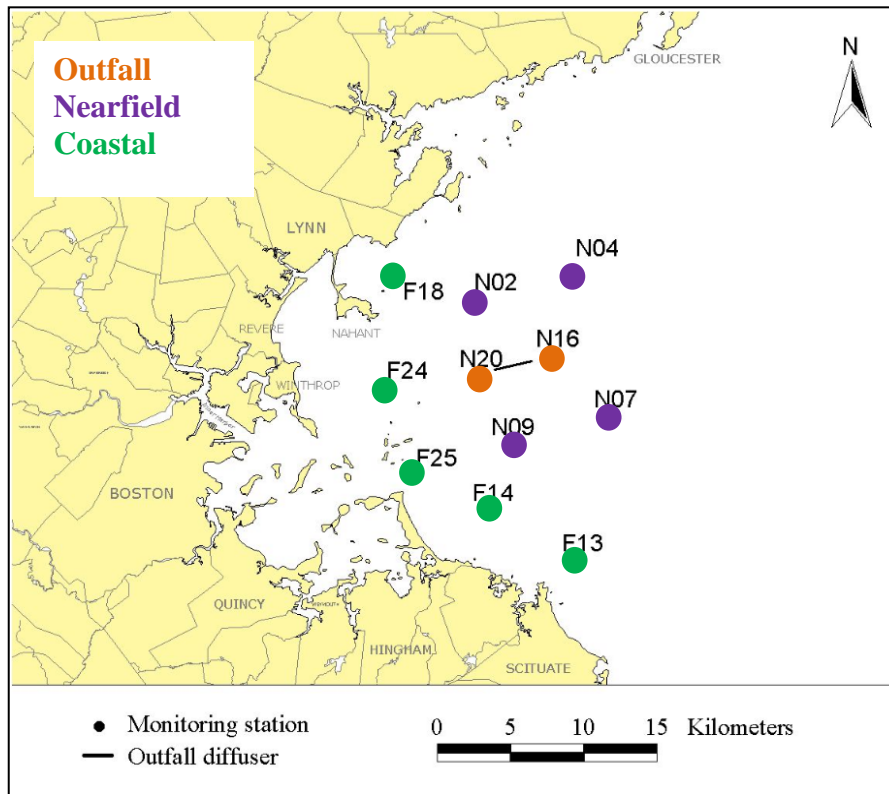 Outfall
Nearfield
Coastal
GLOUCESTER
N
LYNN
N04
N02
F18
REVERE
NAHANT
N16
N20
F24
WINTHROP
N07
N09
F25
BOSTON
F14
F13
QUINCY
WEYMOUTH
HINGHAM
SCITUATE
Monitoring station
Outfall diffuser
0 5 10 15 Kilometers